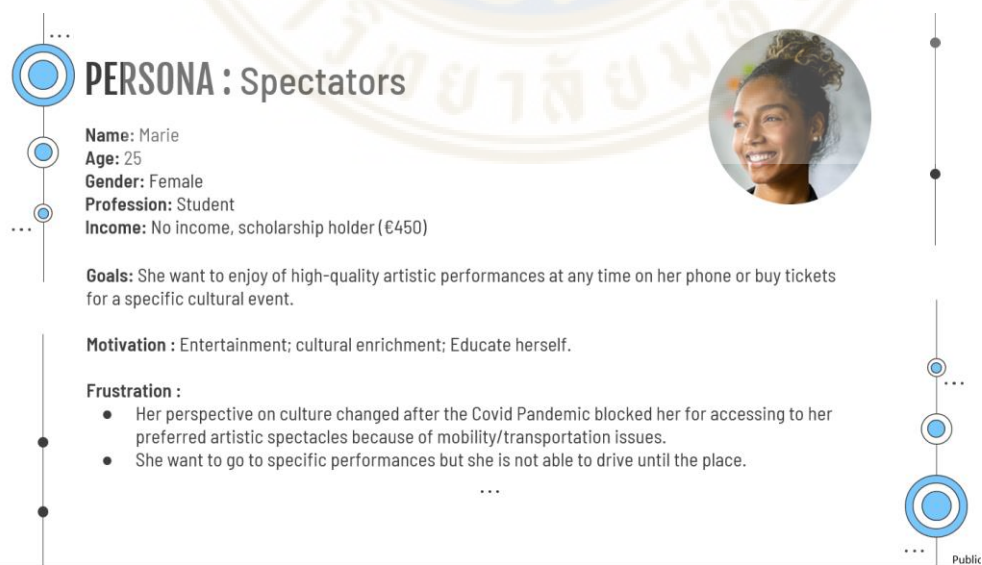 PERSONA : Spectators
Name: Marie
Age: 25
Gender: Female
Profession: Student
Income: No income, scholarship holder (€450)
Goals: She want to enjoy of high-quality artistic performances at any time on her phone or buy tickets
for a specific cultural event.
Motivation : Entertainment; cultural enrichment; Educate herself.
Frustration :
● Her perspective on culture changed after the Covid Pandemic blocked her for accessing to her
preferred artistic spectacles because of mobility/transportation issues.
● She want to go to specific performances but she is not able to drive until the place.
...
Public